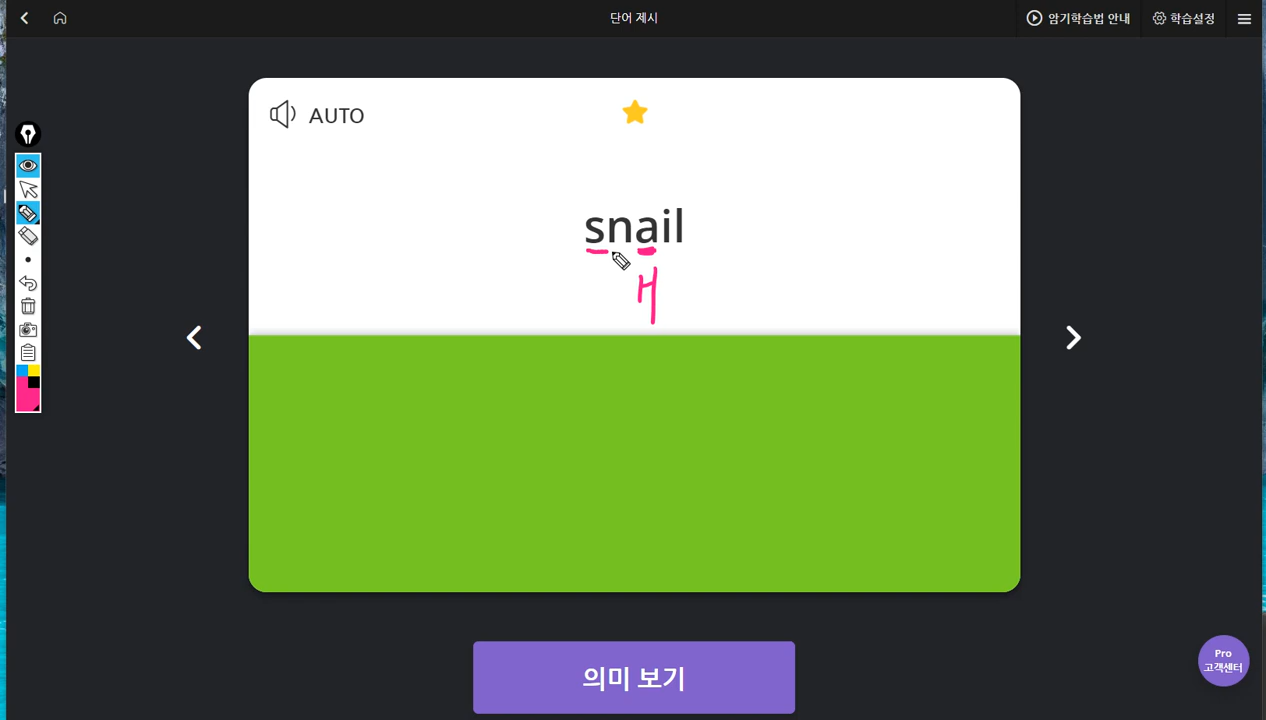 단어 제시
암기학습법 안내
학습설정
AUTO
snail
ㅔ
의미 보기
Pro
고객센터